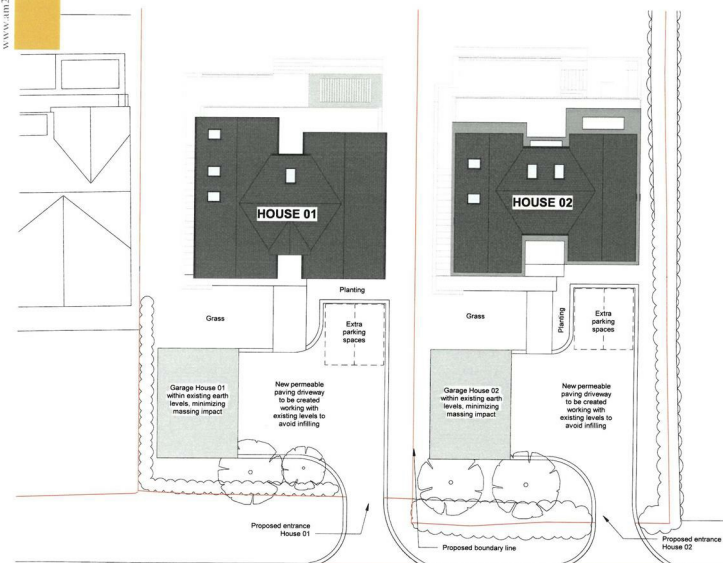 www.am2
HOUSE 01
HOUSE 02
Planting
Grass
Extra
parking
spaces
Grass
Planting
Extra
parking
spaces
Garage House 01
within existing earth
levels, minimizing
massing impact
New permeable
paving driveway
to be created
working with
existing levels to
avoid infilling
Garage House 02
within existing earth
levels, minimizing
massing impact
New permeable
paving driveway
to be created
working with
existing levels to
avoid infilling
Proposed entrance
House 01
Proposed boundary line
Proposed entrance
House 02